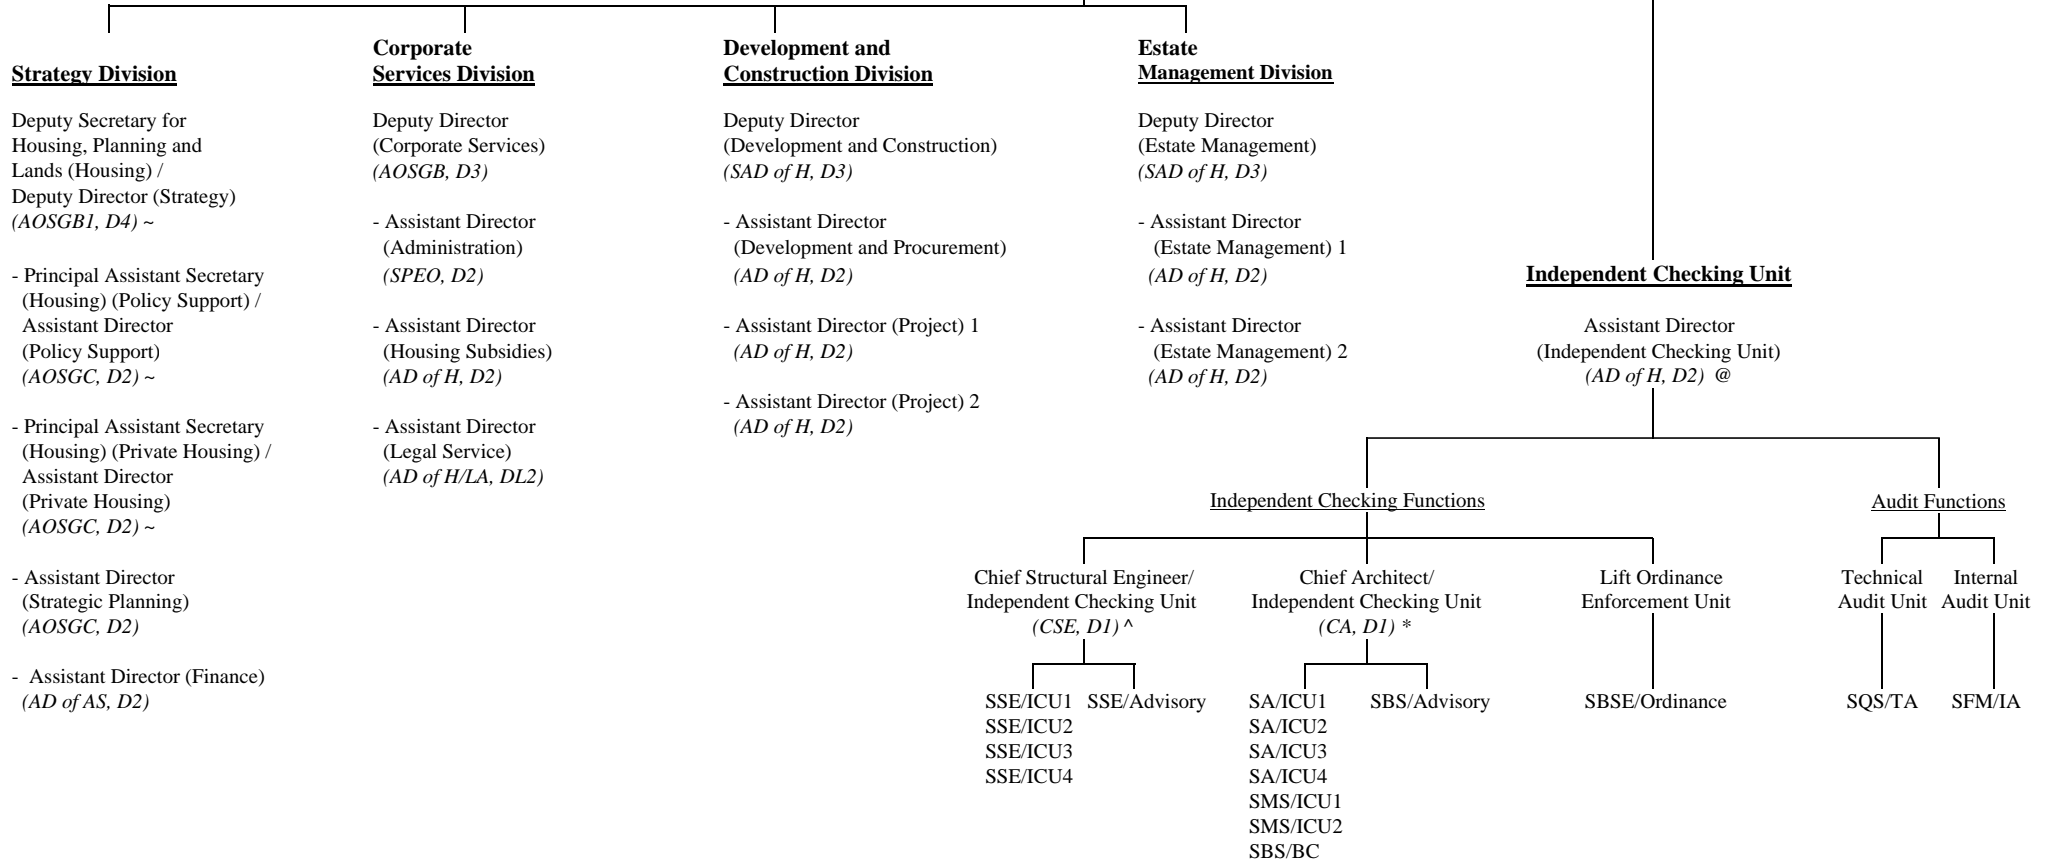 Strategy Division
Deputy Secretary for
Housing, Planning and
Lands (Housing) /
Deputy Director (Strategy)
(AOSGB1, D4) ~
- Principal Assistant Secretary
(Housing) (Policy Support) /
Assistant Director
(Policy Support)
(AOSGC, D2) ~
- Principal Assistant Secretary
(Housing) (Private Housing) /
Assistant Director
(Private Housing)
(AOSGC, D2) ~
- Assistant Director
(Strategic Planning)
(AOSGC, D2)
- Assistant Director (Finance)
(AD of AS, D2)
Corporate
Services Division
Deputy Director
(Corporate Services)
(AOSGB, D3)
- Assistant Director
(Administration)
(SPEO, D2)
- Assistant Director
(Housing Subsidies)
(AD of H, D2)
- Assistant Director
(Legal Service)
(AD of H/LA, DL2)
Development and
Construction Division
Deputy Director
(Development and Construction)
(SAD of H, D3)
- Assistant Director
(Development and Procurement)
(AD of H, D2)
- Assistant Director (Project) 1
(AD of H, D2)
- Assistant Director (Project) 2
(AD of H, D2)
Estate
Management Division
Deputy Director
(Estate Management)
(SAD of H, D3)
- Assistant Director
(Estate Management) 1
(AD of H, D2)
- Assistant Director
(Estate Management) 2
(AD of H, D2)
Independent Checking Unit
Assistant Director
(Independent Checking Unit)
(AD of H, D2) @
Independent Checking Functions
Chief Structural Engineer/
Independent Checking Unit
(CSE, D1) ^
SSE/ICU1
SSE/ICU2
SSE/ICU3
SSE/ICU4
SSE/Advisory
Chief Architect/
Independent Checking Unit
(CA, D1) *
SA/ICU1
SA/ICU2
SA/ICU3
SA/ICU4
SMS/ICU1
SMS/ICU2
SBS/BC
SBS/Advisory
Lift Ordinance
Enforcement Unit
SBSE/Ordinance
Audit Functions
Technical
Audit Unit
SQS/TA
Internal
Audit Unit
SFM/IA